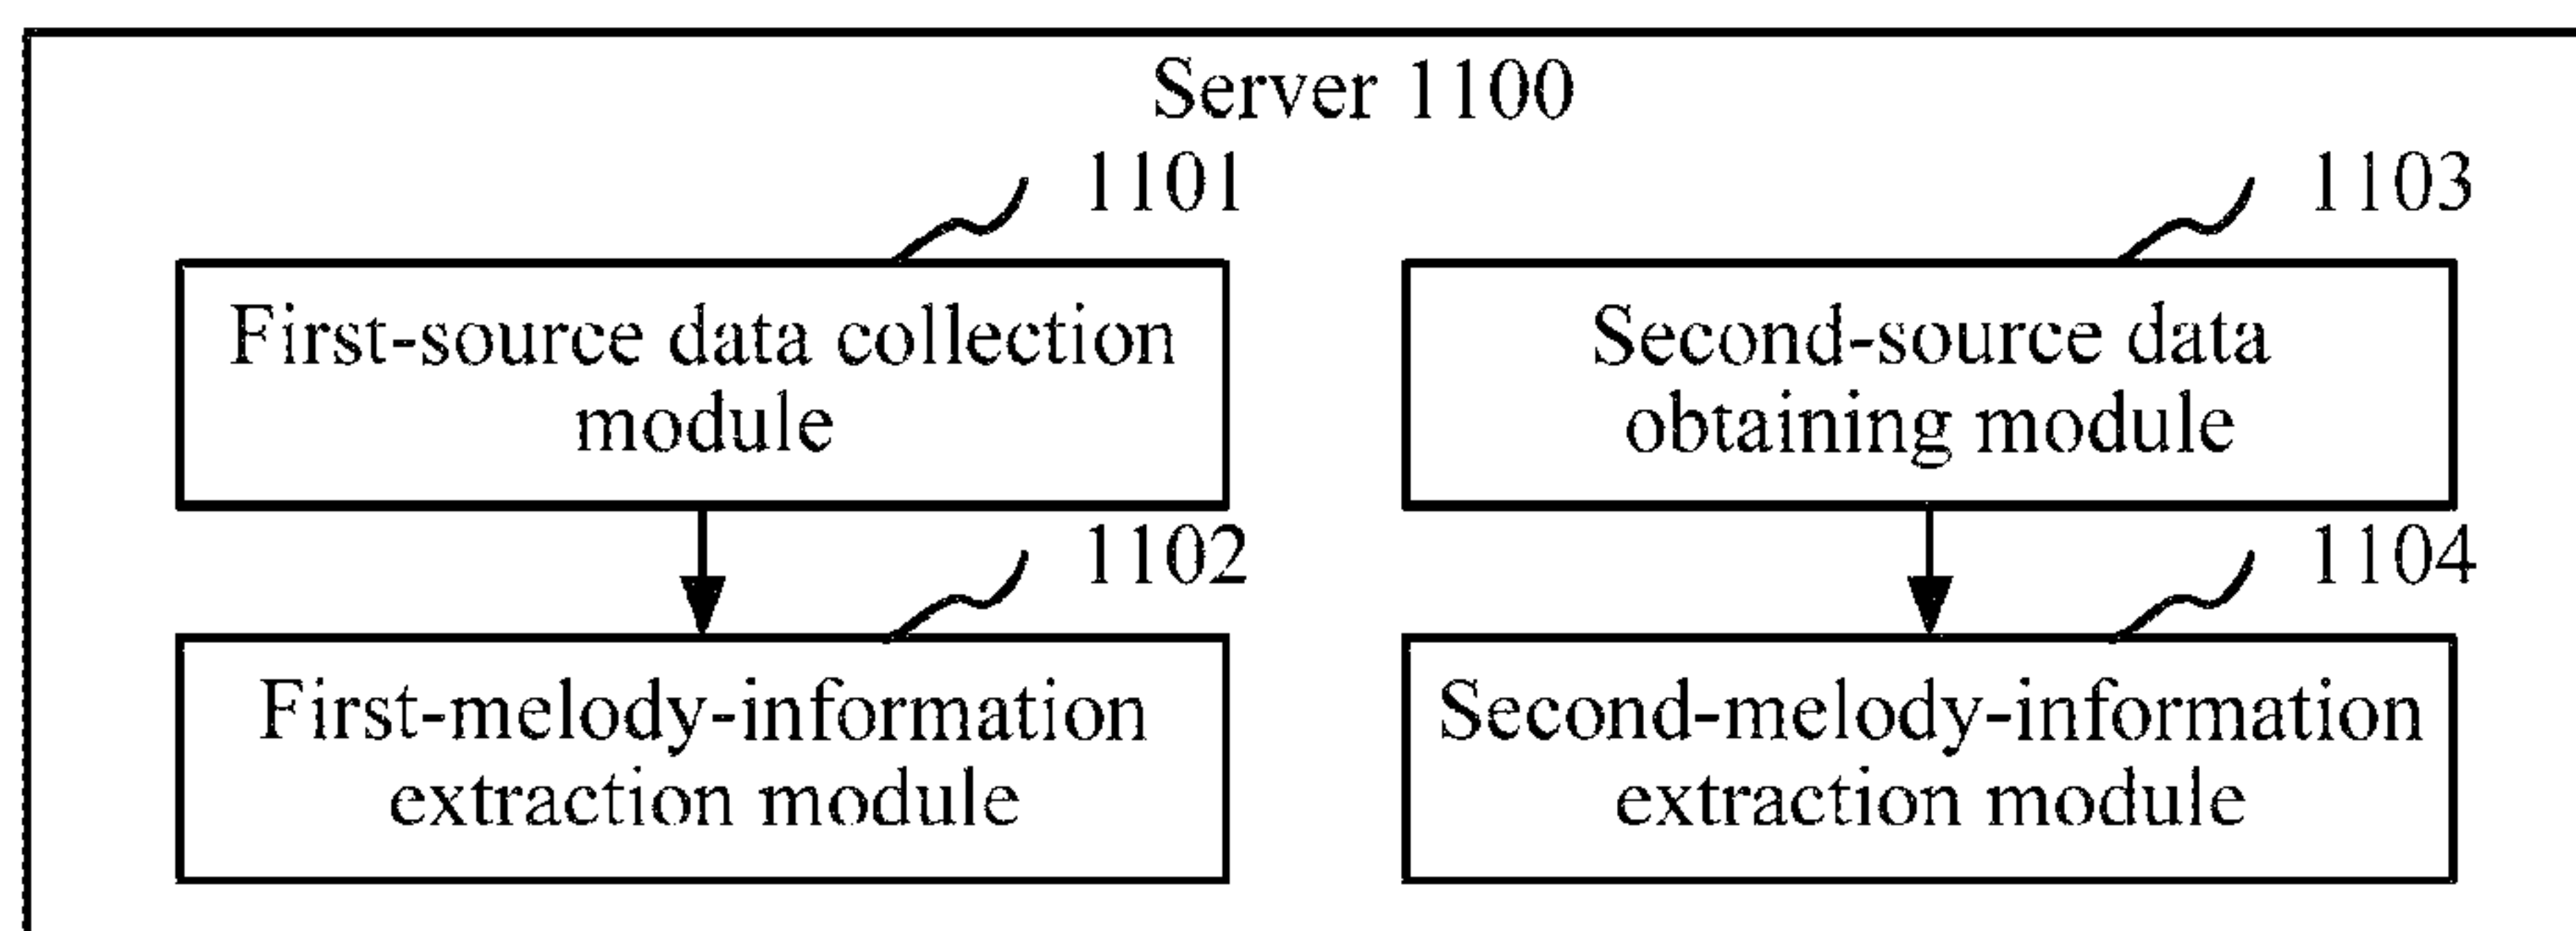 Server 1100
1101
First-source data collection
module
1103
Second-source data
obtaining module
1102
First-melody-information
extraction module
1104
Second-melody-information
extraction module